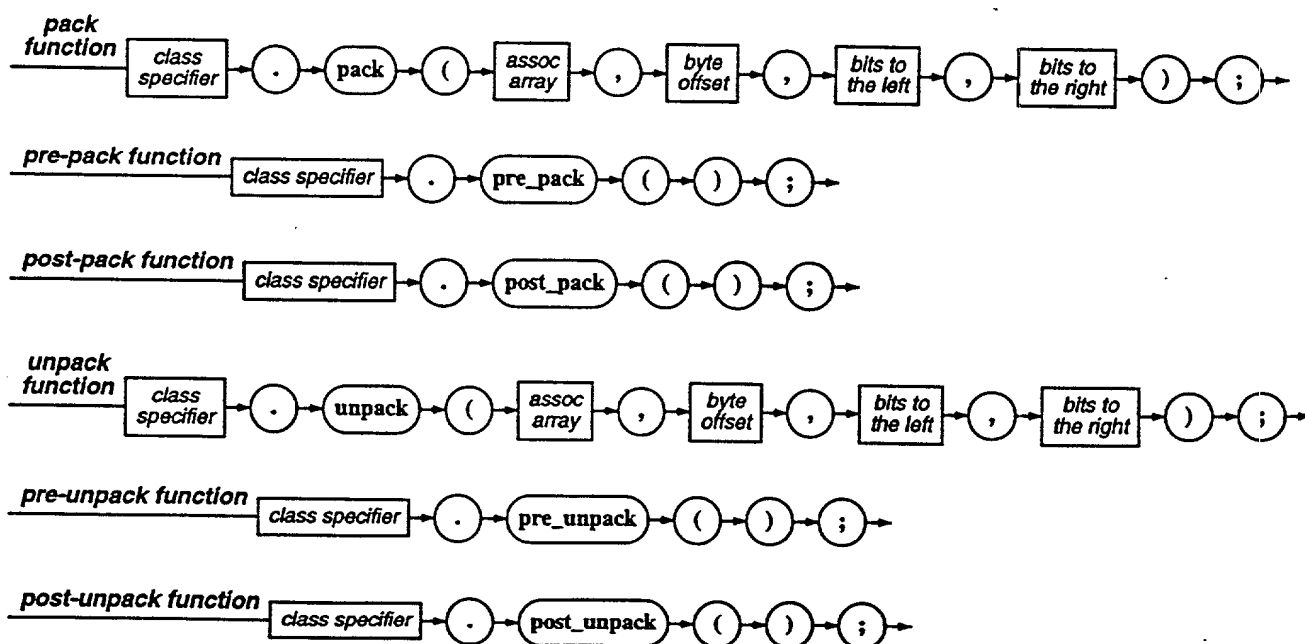 pack
function
class specifier . pack ( assoc array , byte offset , bits to the left , bits to the right ) ;
pre-pack function
class specifier . pre_pack ( ) ;
post-pack function
class specifier . post_pack ( ) ;
unpack
function
class specifier . unpack ( assoc array , byte offset , bits to the left , bits to the right ) ;
pre-unpack function
class specifier . pre_unpack ( ) ;
post-unpack function
class specifier . post_unpack ( ) ;